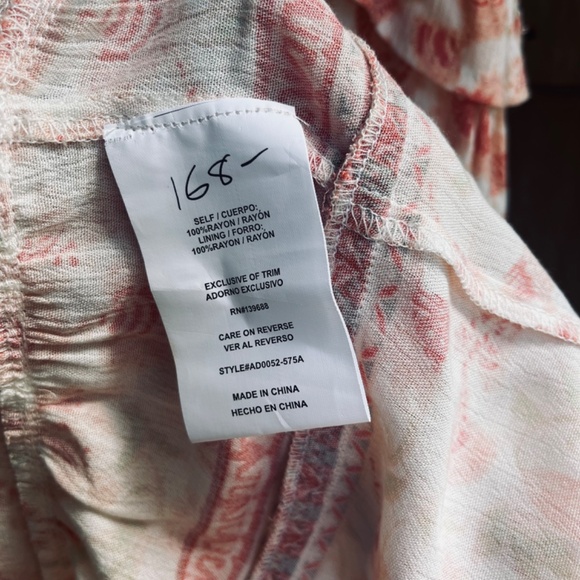 168-
SELF / CUERPO:
100%RAYON / RAYÓN
LINING / FORRO:
100%RAYON / RAYÓN
EXCLUSIVE OF TRIM
ADORNO EXCLUSIVO
RN#139688
CARE ON REVERSE
VER AL REVERSO
STYLE#AD0052-575A
MADE IN CHINA
HECHO EN CHINA